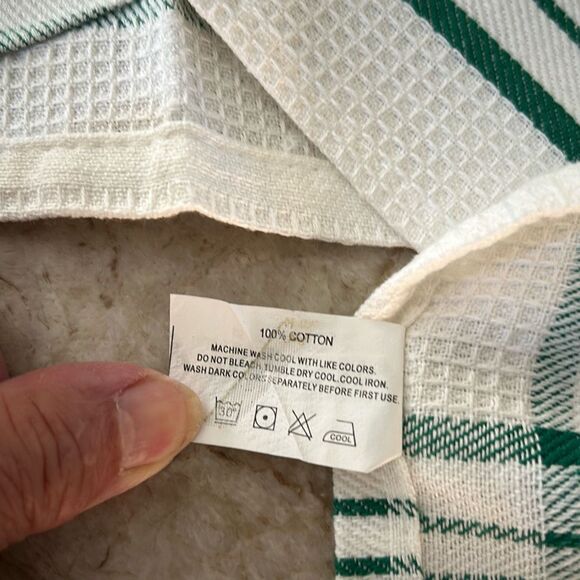 100% COTTON
MACHINE WASH COOL WITH LIKE COLORS.
DO NOT BLEACH. TUMBLE DRY COOL. COOL IRON.
WASH DARK COLORS SEPARATELY BEFORE FIRST USE.
30°
COOL